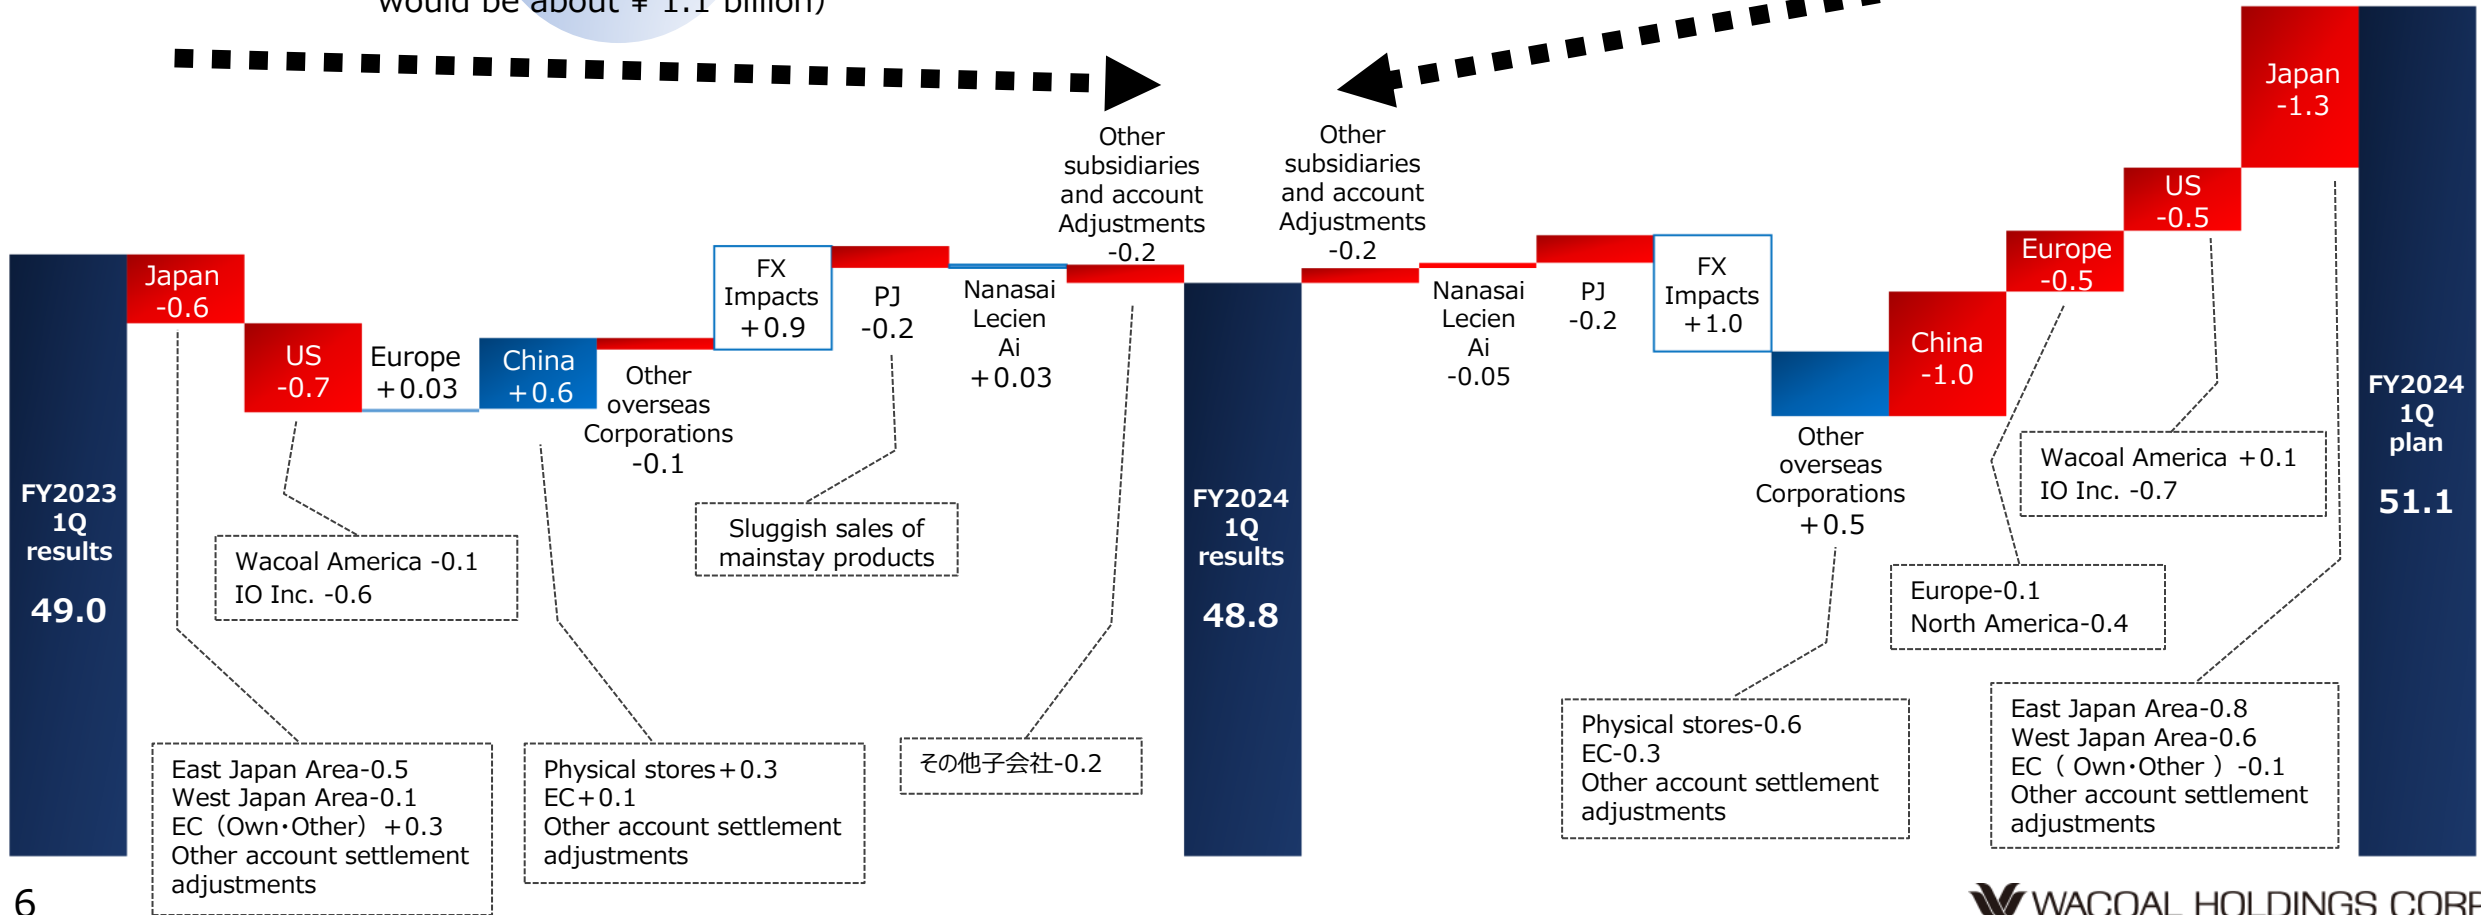 would be about ¥ 1.1 billion)
Japan
-1.3
US
-0.5
Europe
-0.5
Other
subsidiaries
and account
Adjustments
-0.2
Other
subsidiaries
and account
Adjustments
-0.2
Japan
-0.6
US
-0.7
Europe
+0.03
China
+0.6
Other
overseas
Corporations
-0.1
FX
Impacts
+0.9
PJ
-0.2
Nanasai
Lecien
Ai
+0.03
Nanasai
Lecien
Ai
-0.05
PJ
-0.2
FX
Impacts
+1.0
China
-1.0
Other
overseas
Corporations
+0.5
FY2023
1Q
results
49.0
FY2024
1Q
results
48.8
FY2024
1Q
plan
51.1
Wacoal America -0.1
IO Inc. -0.6
Sluggish sales of
mainstay products
Wacoal America +0.1
IO Inc. -0.7
Europe-0.1
North America-0.4
East Japan Area-0.5
West Japan Area-0.1
EC（Own･Other）+0.3
Other account settlement
adjustments
Physical stores+0.3
EC+0.1
Other account settlement
adjustments
その他子会社-0.2
Physical stores-0.6
EC-0.3
Other account settlement
adjustments
East Japan Area-0.8
West Japan Area-0.6
EC（ Own･Other ）-0.1
Other account settlement
adjustments
6
WACOAL HOLDINGS CORP